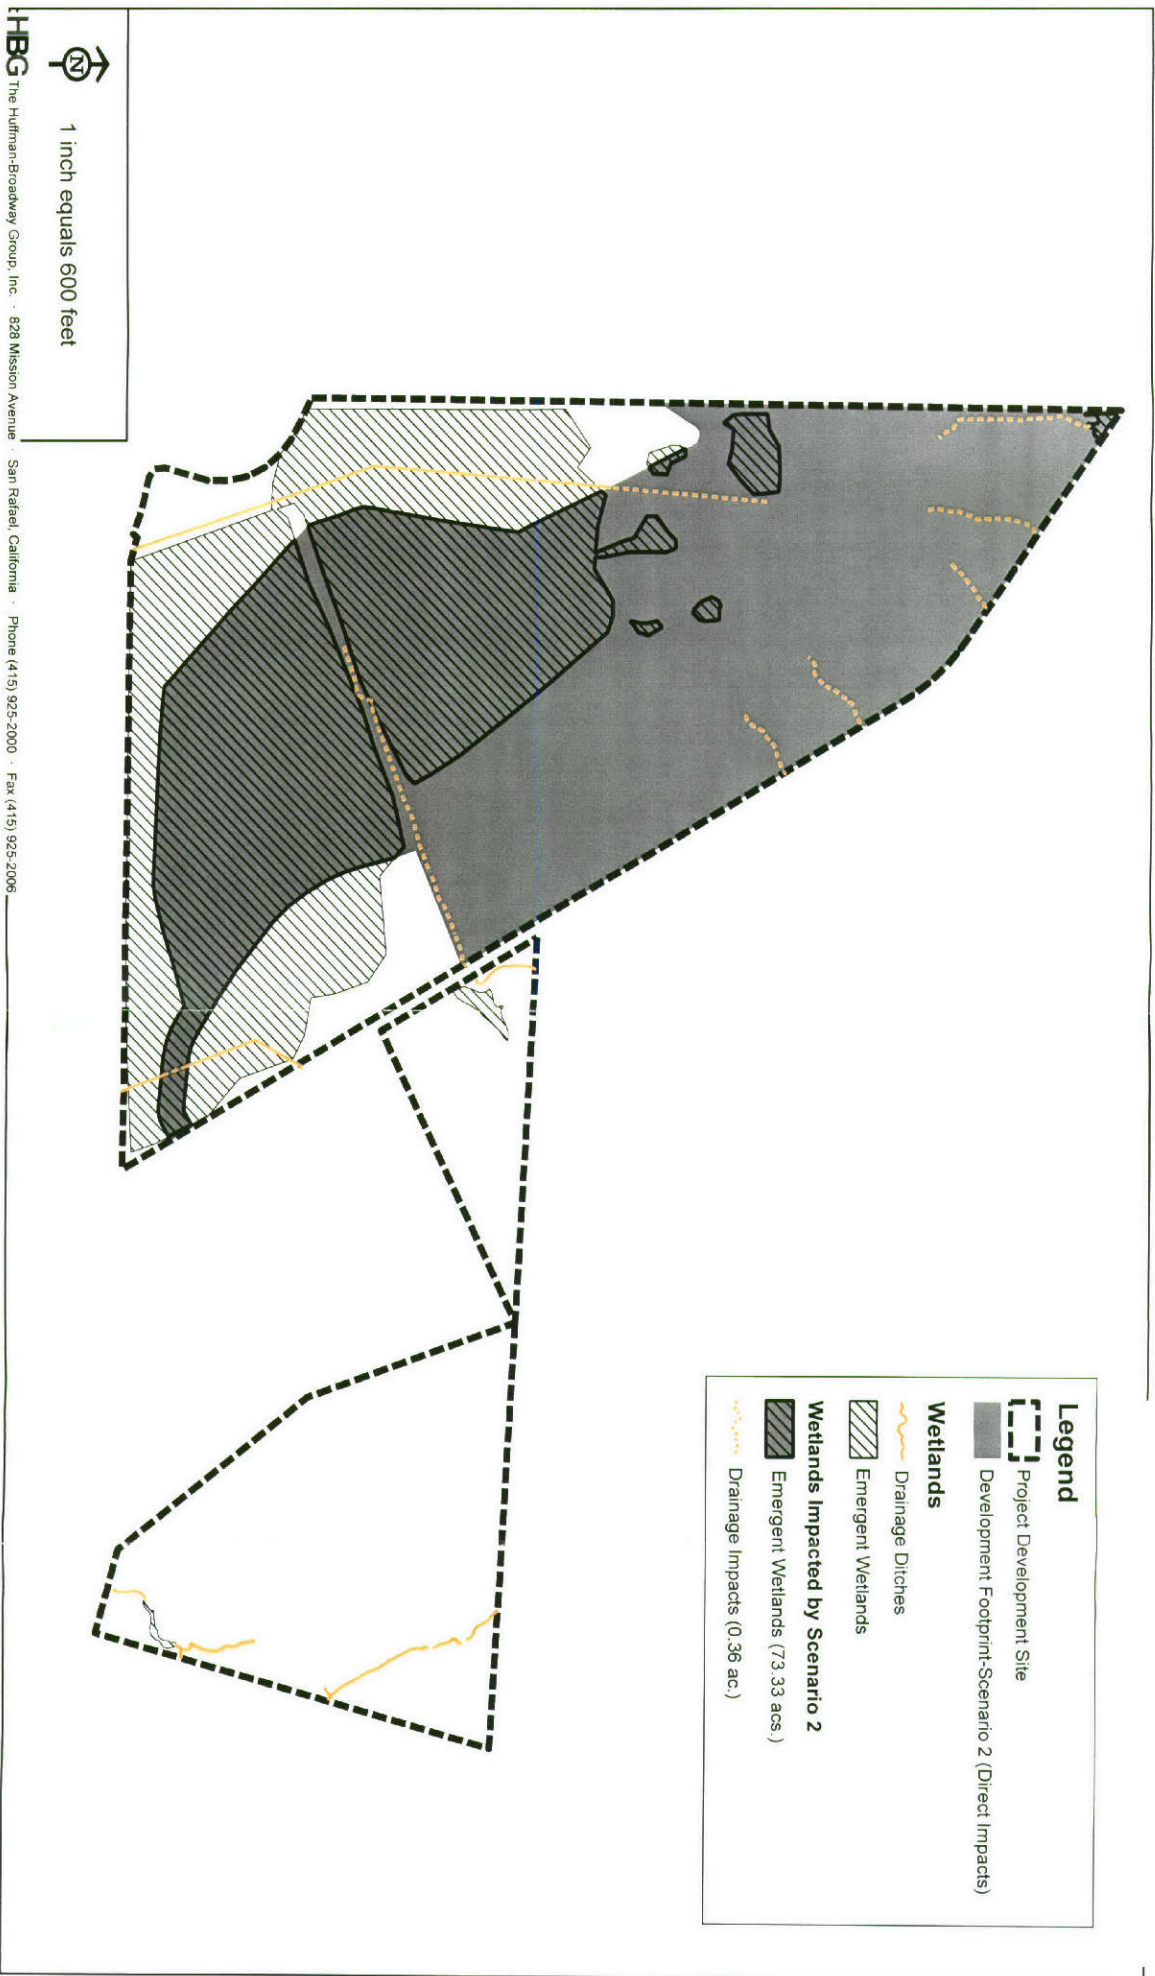 Legend
Project Development Site
Development Footprint-Scenario 2 (Direct Impacts)
Wetlands
Drainage Ditches
Emergent Wetlands
Wetlands Impacted by Scenario 2
Emergent Wetlands (73.33 acs.)
Drainage Impacts (0.36 ac.)
N
1 inch equals 600 feet
HBG The Huffman-Broadway Group, Inc. · 828 Mission Avenue · San Rafael, California · Phone (415) 925-2000 · Fax (415) 925-2006